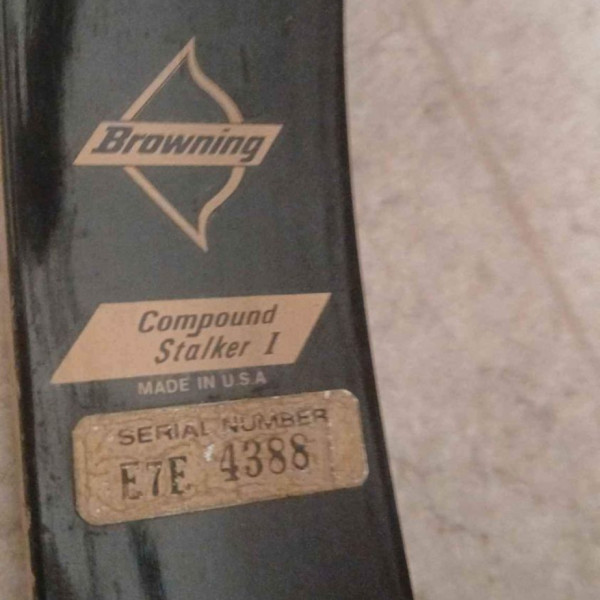 Browning
Compound
Stalker I
MADE IN U.S.A
SERIAL NUMBER
E7E 4388